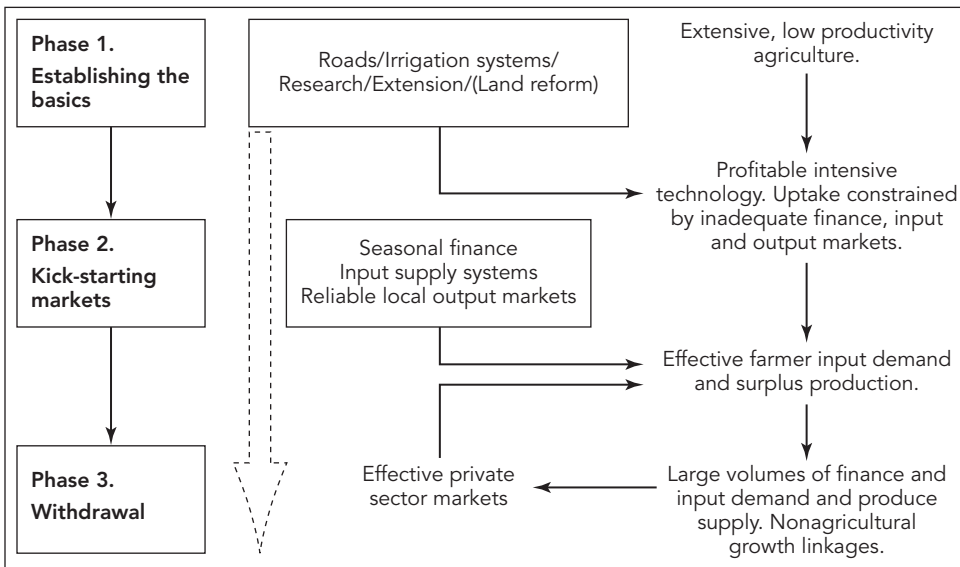 Phase 1.
Establishing the
basics
Roads/Irrigation systems/
Research/Extension/(Land reform)
Extensive, low productivity
agriculture.
Profitable intensive
technology. Uptake constrained
by inadequate finance, input
and output markets.
Phase 2.
Kick-starting
markets
Seasonal finance
Input supply systems
Reliable local output markets
Effective farmer input demand
and surplus production.
Phase 3.
Withdrawal
Effective private
sector markets
Large volumes of finance and
input demand and produce
supply. Nonagricultural
growth linkages.